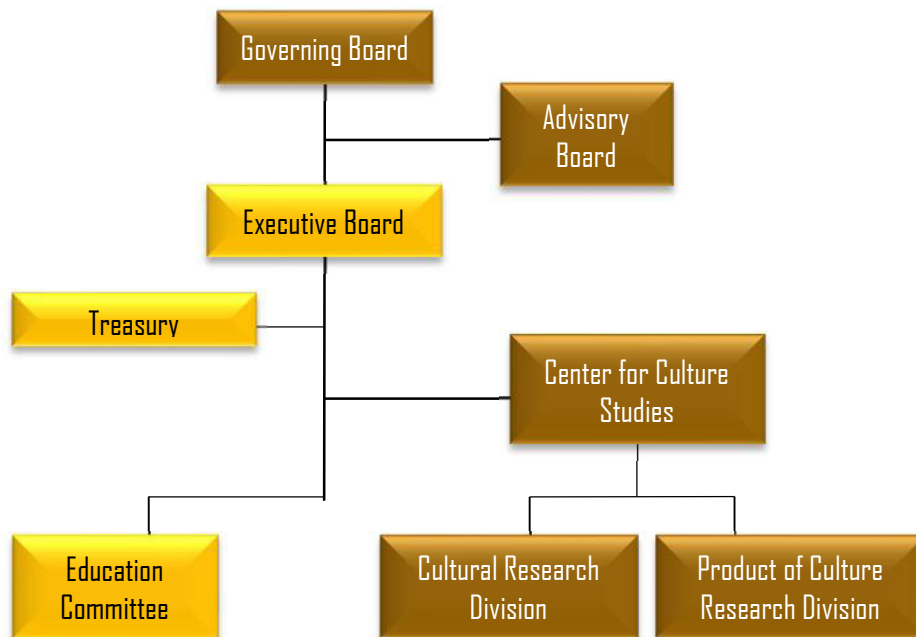 Governing Board
Advisory
Board
Executive Board
Treasury
Center for Culture
Studies
Education
Committee
Cultural Research
Division
Product of Culture
Research Division